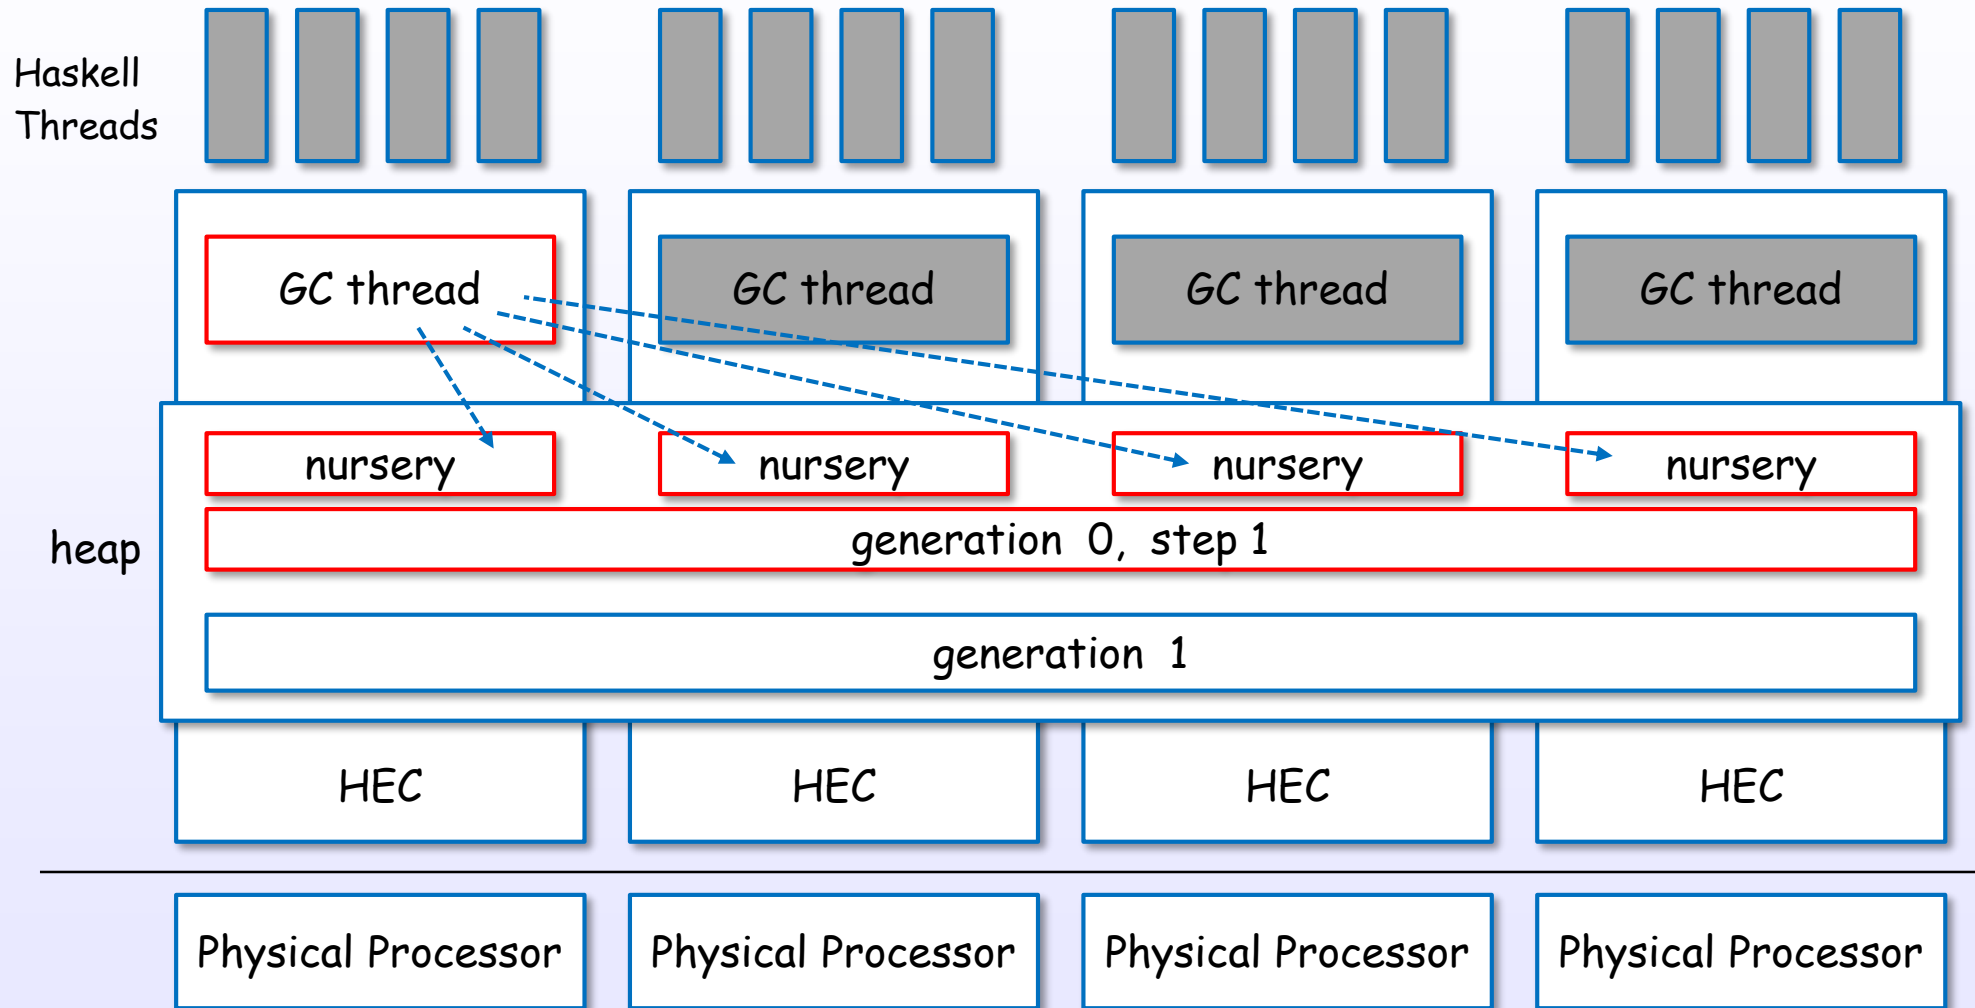 Haskell
Threads
GC thread
GC thread
GC thread
GC thread
nursery
nursery
nursery
nursery
generation 0, step 1
heap
generation 1
HEC
HEC
HEC
HEC
Physical Processor
Physical Processor
Physical Processor
Physical Processor